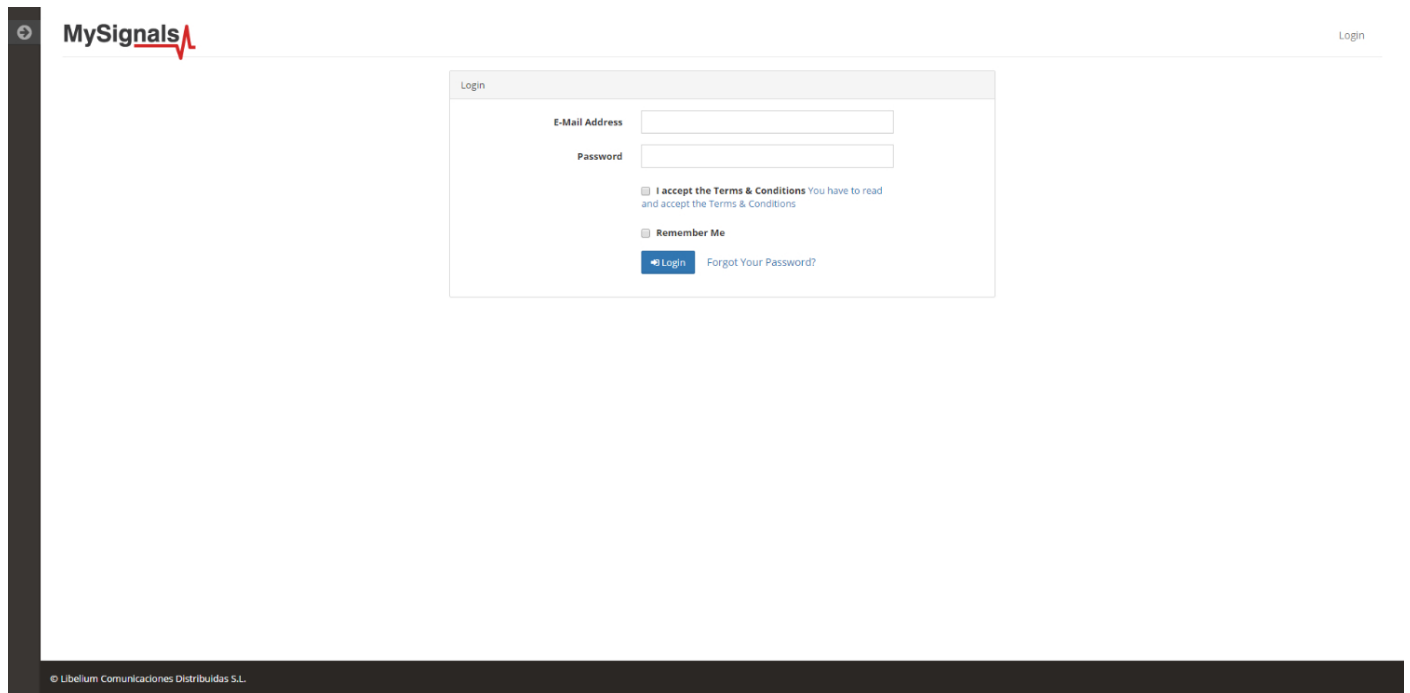 MySignals
Login
Login
E-Mail Address
Password
I accept the Terms & Conditions You have to read
and accept the Terms & Conditions
Remember Me
Login
Forgot Your Password?
© Libelium Comunicaciones Distribuidas S.L.